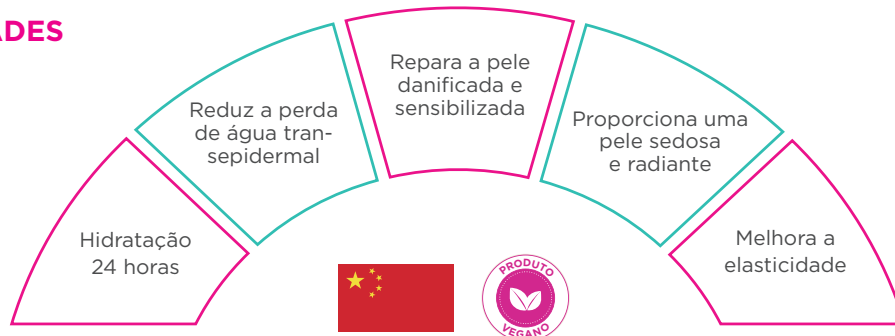 ADES
Repara a pele
danificada e
sensibilizada
Reduz a perda
de água tran-
sepidermal
Proporciona uma
pele sedosa
e radiante
Hidratação
24 horas
Melhora a
elasticidade
PRODUTO
VEGANO